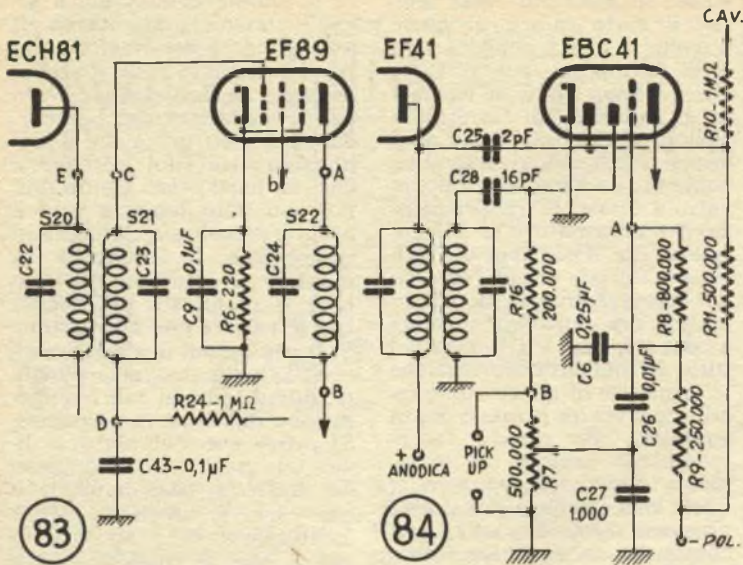 CAV.
ECH81
EF89
EF41
EBC41
R10-1MΩ
C25
2pF
C28
16pF
E
C
b
A
S20
S21
S22
C22
C23
C9
0,1µF
R6-220
C24
R16
200.000
A
C6
0,25µF
R8-800.000
R11-500.000
B
0,01µF
C26
R9-250.000
D
R24-1 MΩ
B
C43-0,1µF
+
ANODICA
PICK
UP
500.000
R7
C27
1.000
- POL.
83
84